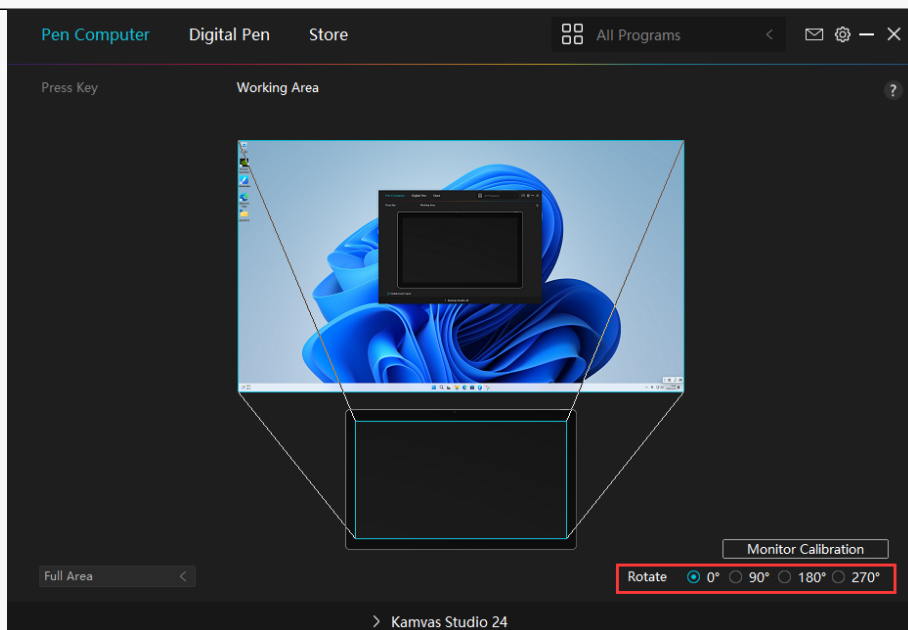 Pen Computer Digital Pen Store All Programs
Press Key Working Area ?
Monitor Calibration
Full Area Rotate 0° 90° 180° 270°
Kamvas Studio 24